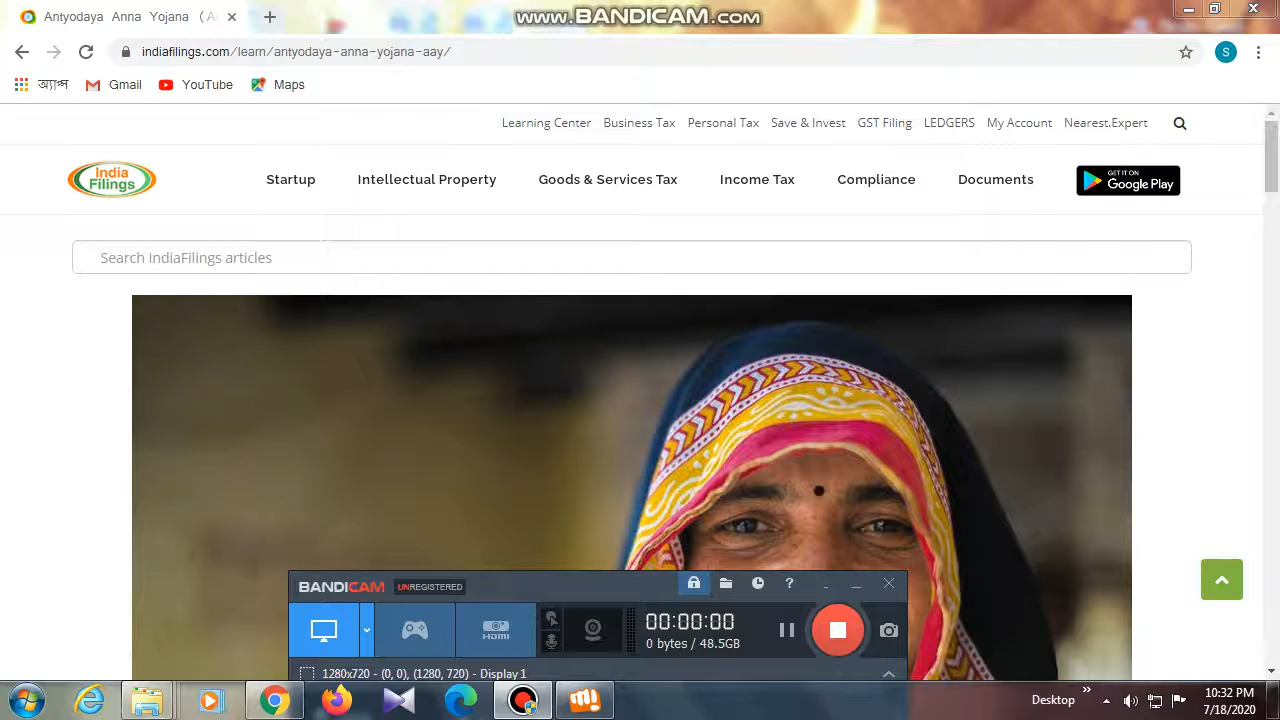 Antyodaya Anna Yojana ( A
www.BANDICAM.com
indiafilings.com/learn/antyodaya-anna-yojana-aay/
S
অ্যাপ্স
Gmail
YouTube
Maps
Learning Center
Business Tax
Personal Tax
Save & Invest
GST Filing
LEDGERS
My Account
Nearest.Expert
India
Filings
Startup
Intellectual Property
Goods & Services Tax
Income Tax
Compliance
Documents
GET IT ON
Google Play
Search IndiaFilings articles
BANDICAM
UNREGISTERED
?
HDMI
00:00:00
0 bytes / 48.5GB
1280x720 - (0, 0), (1280, 720) - Display 1
Desktop
10:32 PM
7/18/2020